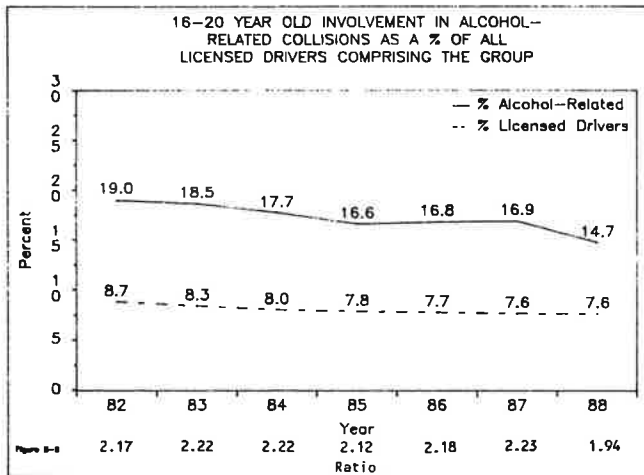 16-20 YEAR OLD INVOLVEMENT IN ALCOHOL-
RELATED COLLISIONS AS A % OF ALL
LICENSED DRIVERS COMPRISING THE GROUP
% Alcohol-Related
% Licensed Drivers
Percent
30
25
20
15
10
5
0
19.0 18.5 17.7 16.6 16.8 16.9 14.7
8.7 8.3 8.0 7.8 7.7 7.6 7.6
82 83 84 85 86 87 88
Year
2.17 2.22 2.22 2.12 2.18 2.23 1.94
Ratio